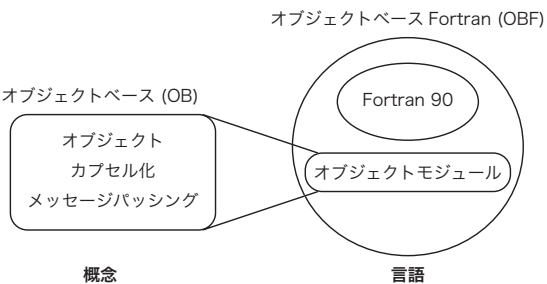 オブジェクトベース Fortran (OBF)
オブジェクトベース (OB)
Fortran 90
オブジェクト
カプセル化
メッセージパッシング
オブジェクトモジュール
概念
言語